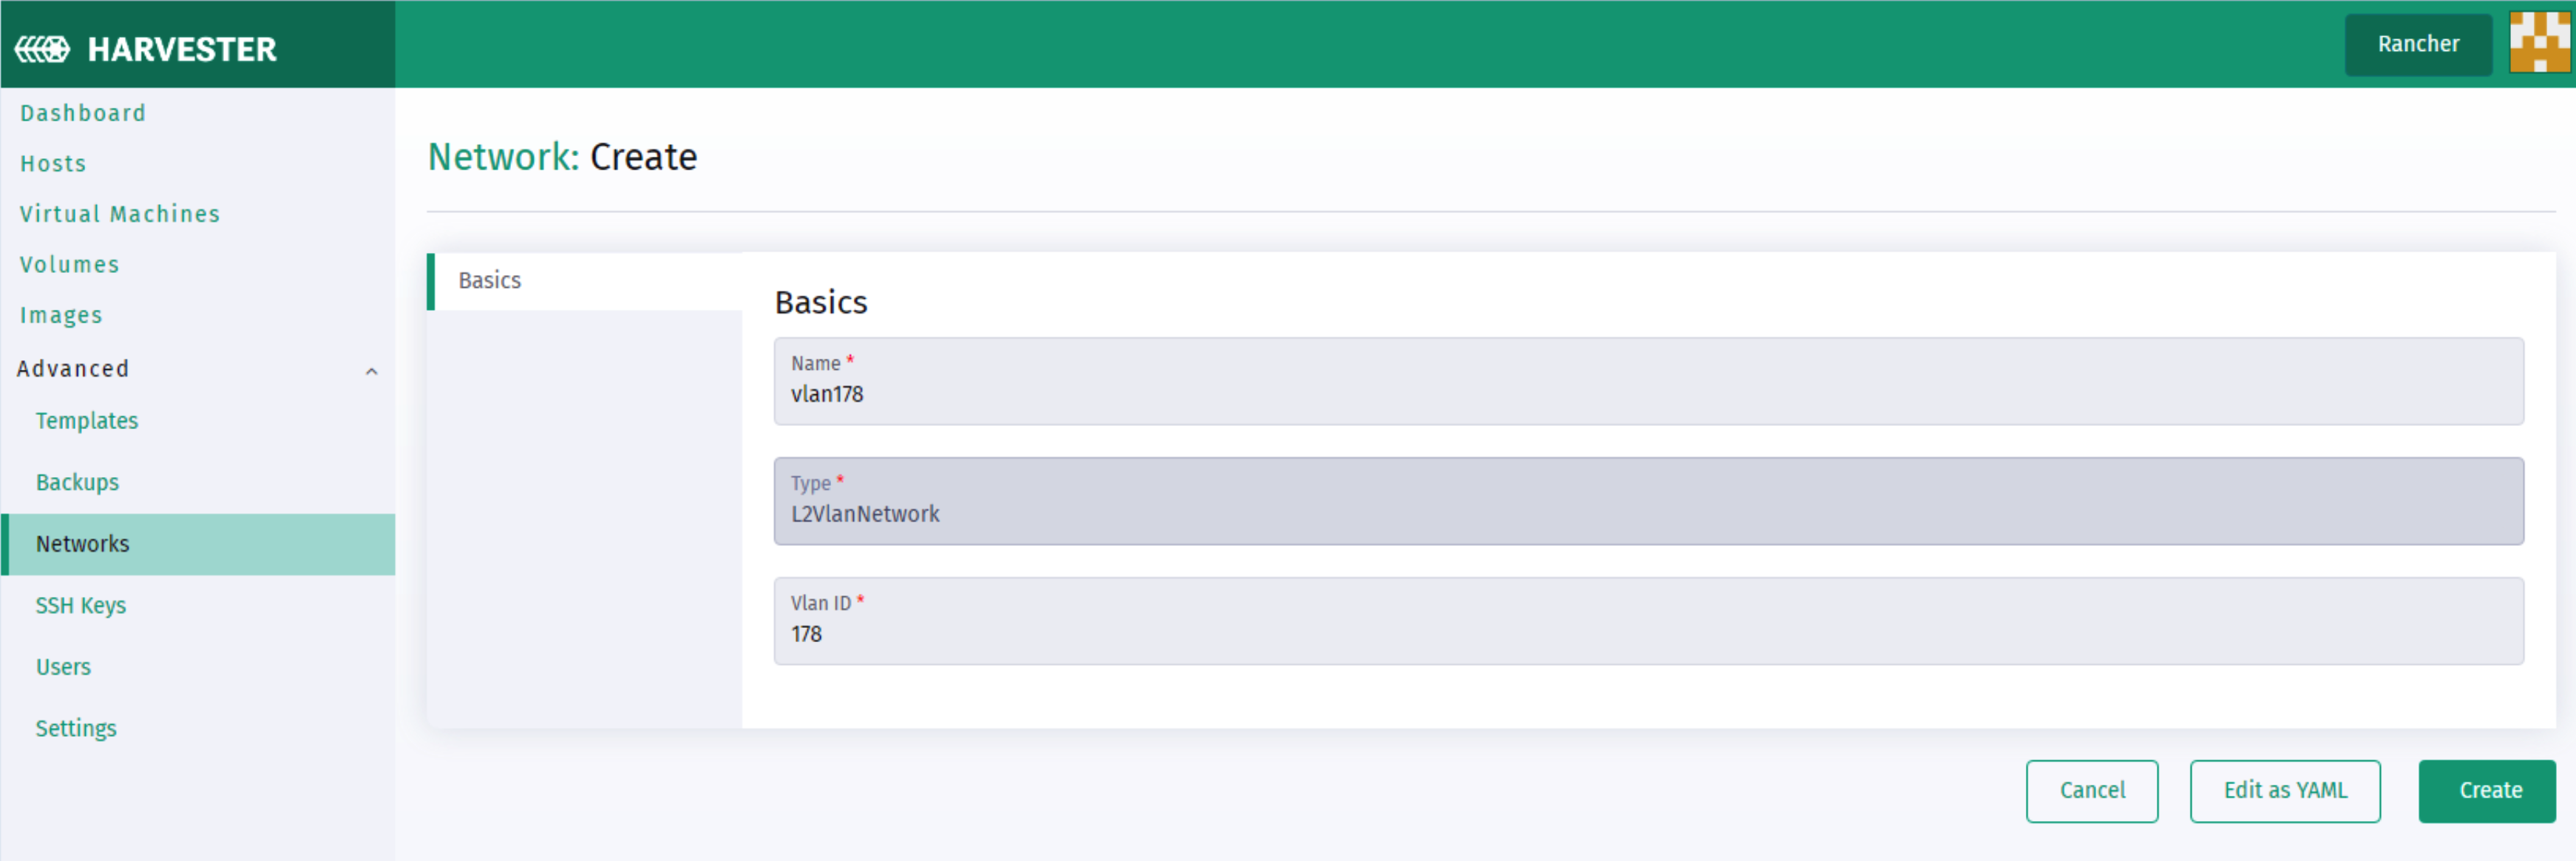 HARVESTER
Rancher
Dashboard
Hosts
Virtual Machines
Volumes
Images
Advanced
Templates
Backups
Networks
SSH Keys
Users
Settings
Network: Create
Basics
Basics
Name *
vlan178
Type *
L2VlanNetwork
Vlan ID *
178
Cancel
Edit as YAML
Create